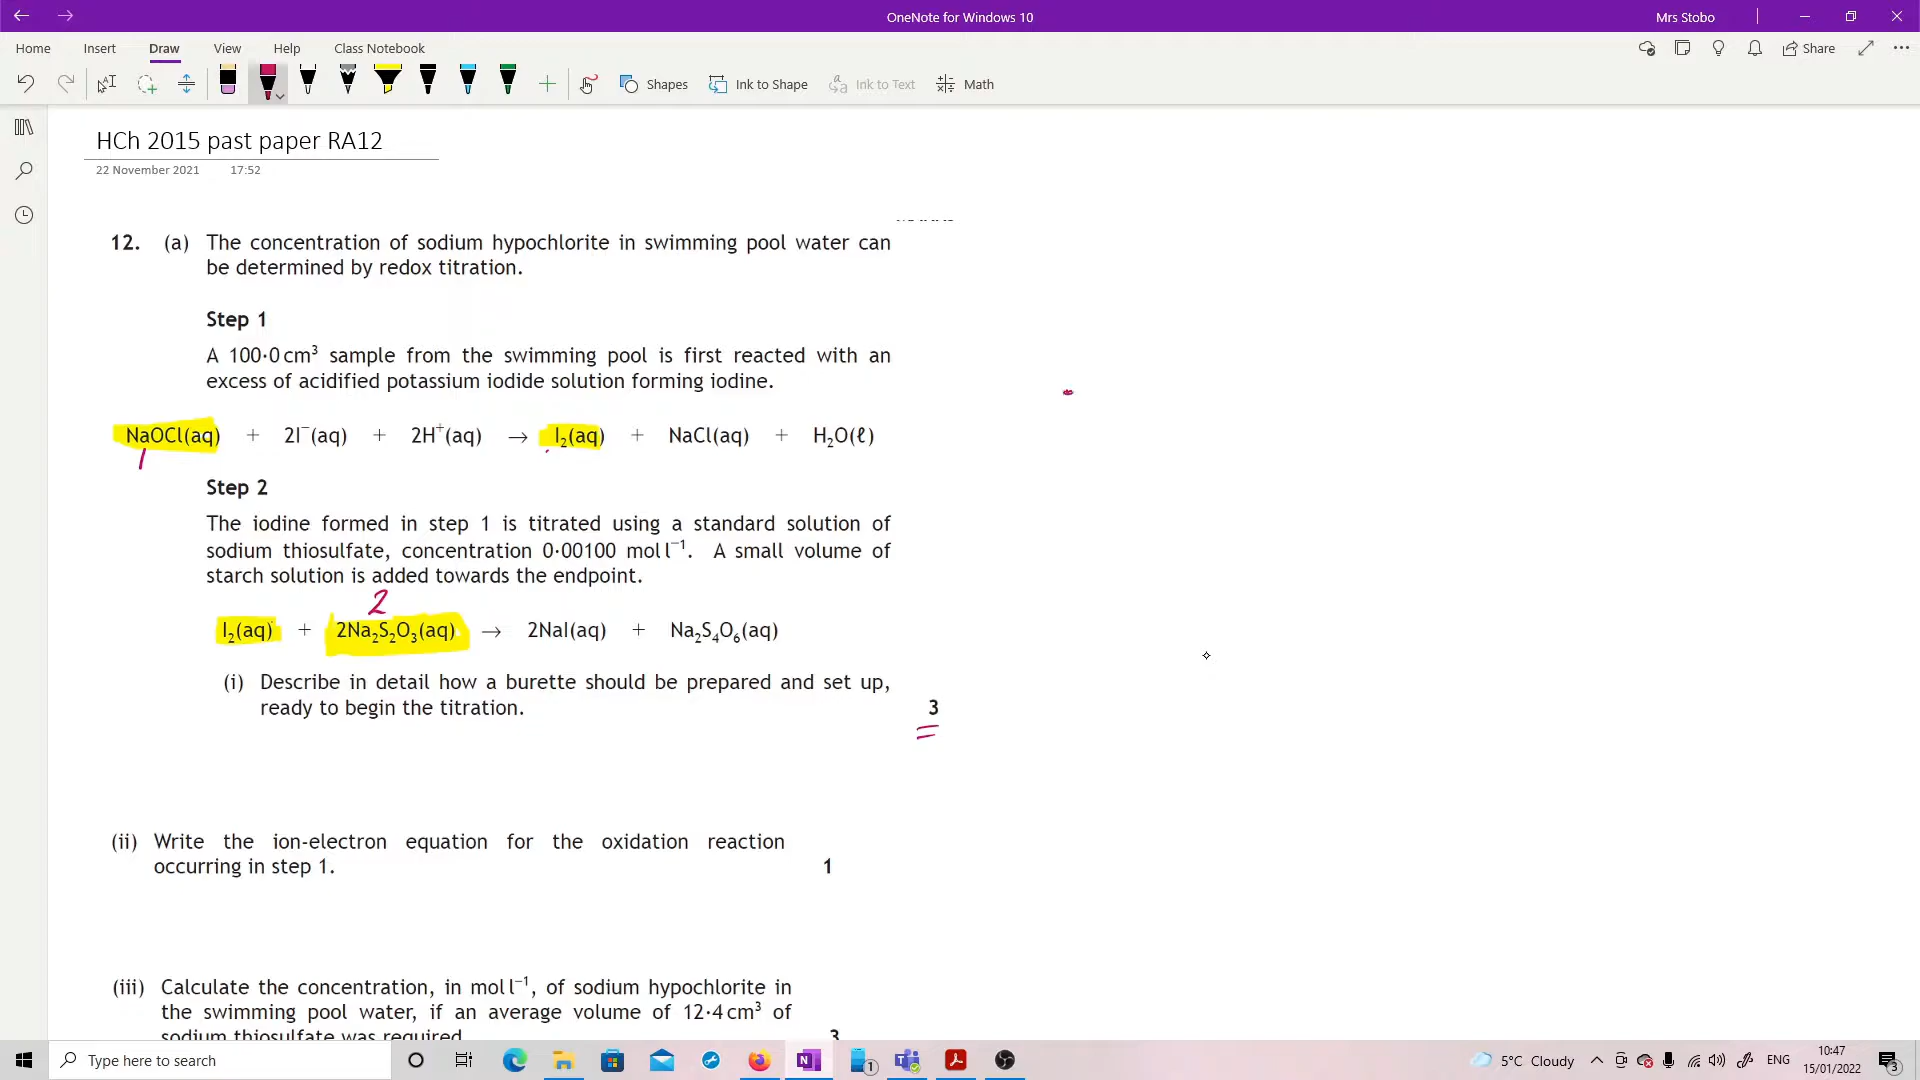 OneNote for Windows 10
Mrs Stobo
Home Insert Draw View Help Class Notebook
Share
Shapes Ink to Shape Ink to Text Math
HCh 2015 past paper RA12
22 November 2021 17:52
12. (a) The concentration of sodium hypochlorite in swimming pool water can
be determined by redox titration.
Step 1
A 100·0 cm³ sample from the swimming pool is first reacted with an
excess of acidified potassium iodide solution forming iodine.
NaOCl(aq) + 2I⁻(aq) + 2H⁺(aq) → I₂(aq) + NaCl(aq) + H₂O(ℓ)
1
Step 2
The iodine formed in step 1 is titrated using a standard solution of
sodium thiosulfate, concentration 0·00100 mol l⁻¹. A small volume of
starch solution is added towards the endpoint.
2
I₂(aq) + 2Na₂S₂O₃(aq) → 2NaI(aq) + Na₂S₄O₆(aq)
(i) Describe in detail how a burette should be prepared and set up,
ready to begin the titration. 3
(ii) Write the ion-electron equation for the oxidation reaction
occurring in step 1. 1
(iii) Calculate the concentration, in mol l⁻¹, of sodium hypochlorite in
the swimming pool water, if an average volume of 12·4 cm³ of
sodium thiosulfate was required. 3
Type here to search
1
5°C Cloudy
ENG
10:47
15/01/2022
3